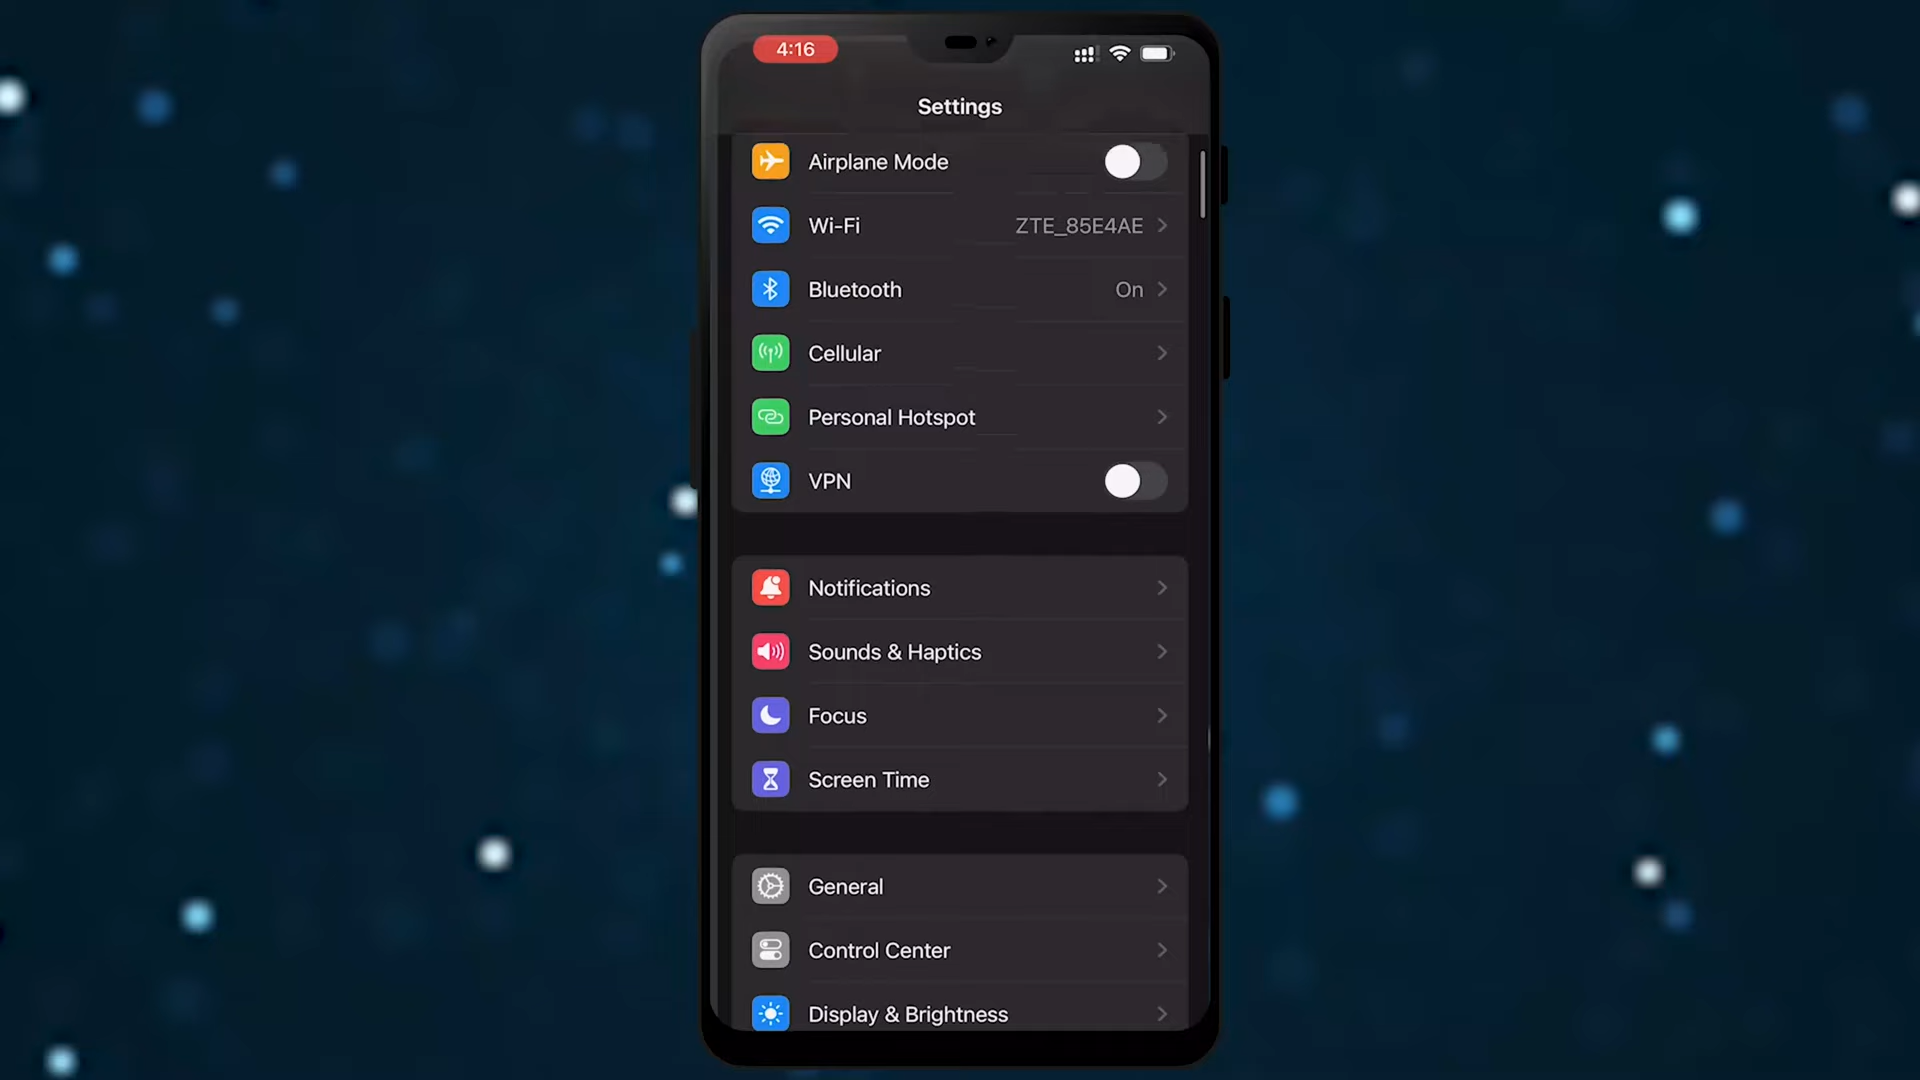 4:16
Settings
Airplane Mode
Wi-Fi ZTE_85E4AE
Bluetooth On
Cellular
Personal Hotspot
VPN
Notifications
Sounds & Haptics
Focus
Screen Time
General
Control Center
Display & Brightness